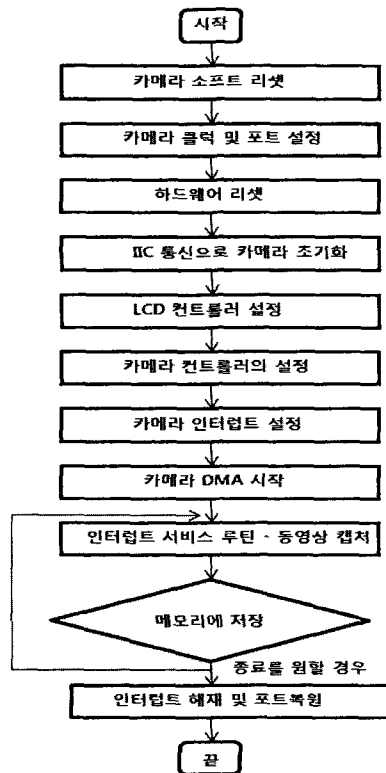 시작
카메라 소프트 리셋
카메라 클럭 및 포트 설정
하드웨어 리셋
IIC 통신으로 카메라 초기화
LCD 컨트롤러 설정
카메라 컨트롤러의 설정
카메라 인터럽트 설정
카메라 DMA 시작
인터럽트 서비스 루틴 - 동영상 캡처
메모리에 저장
종료를 원할 경우
인터럽트 해재 및 포트복원
끝